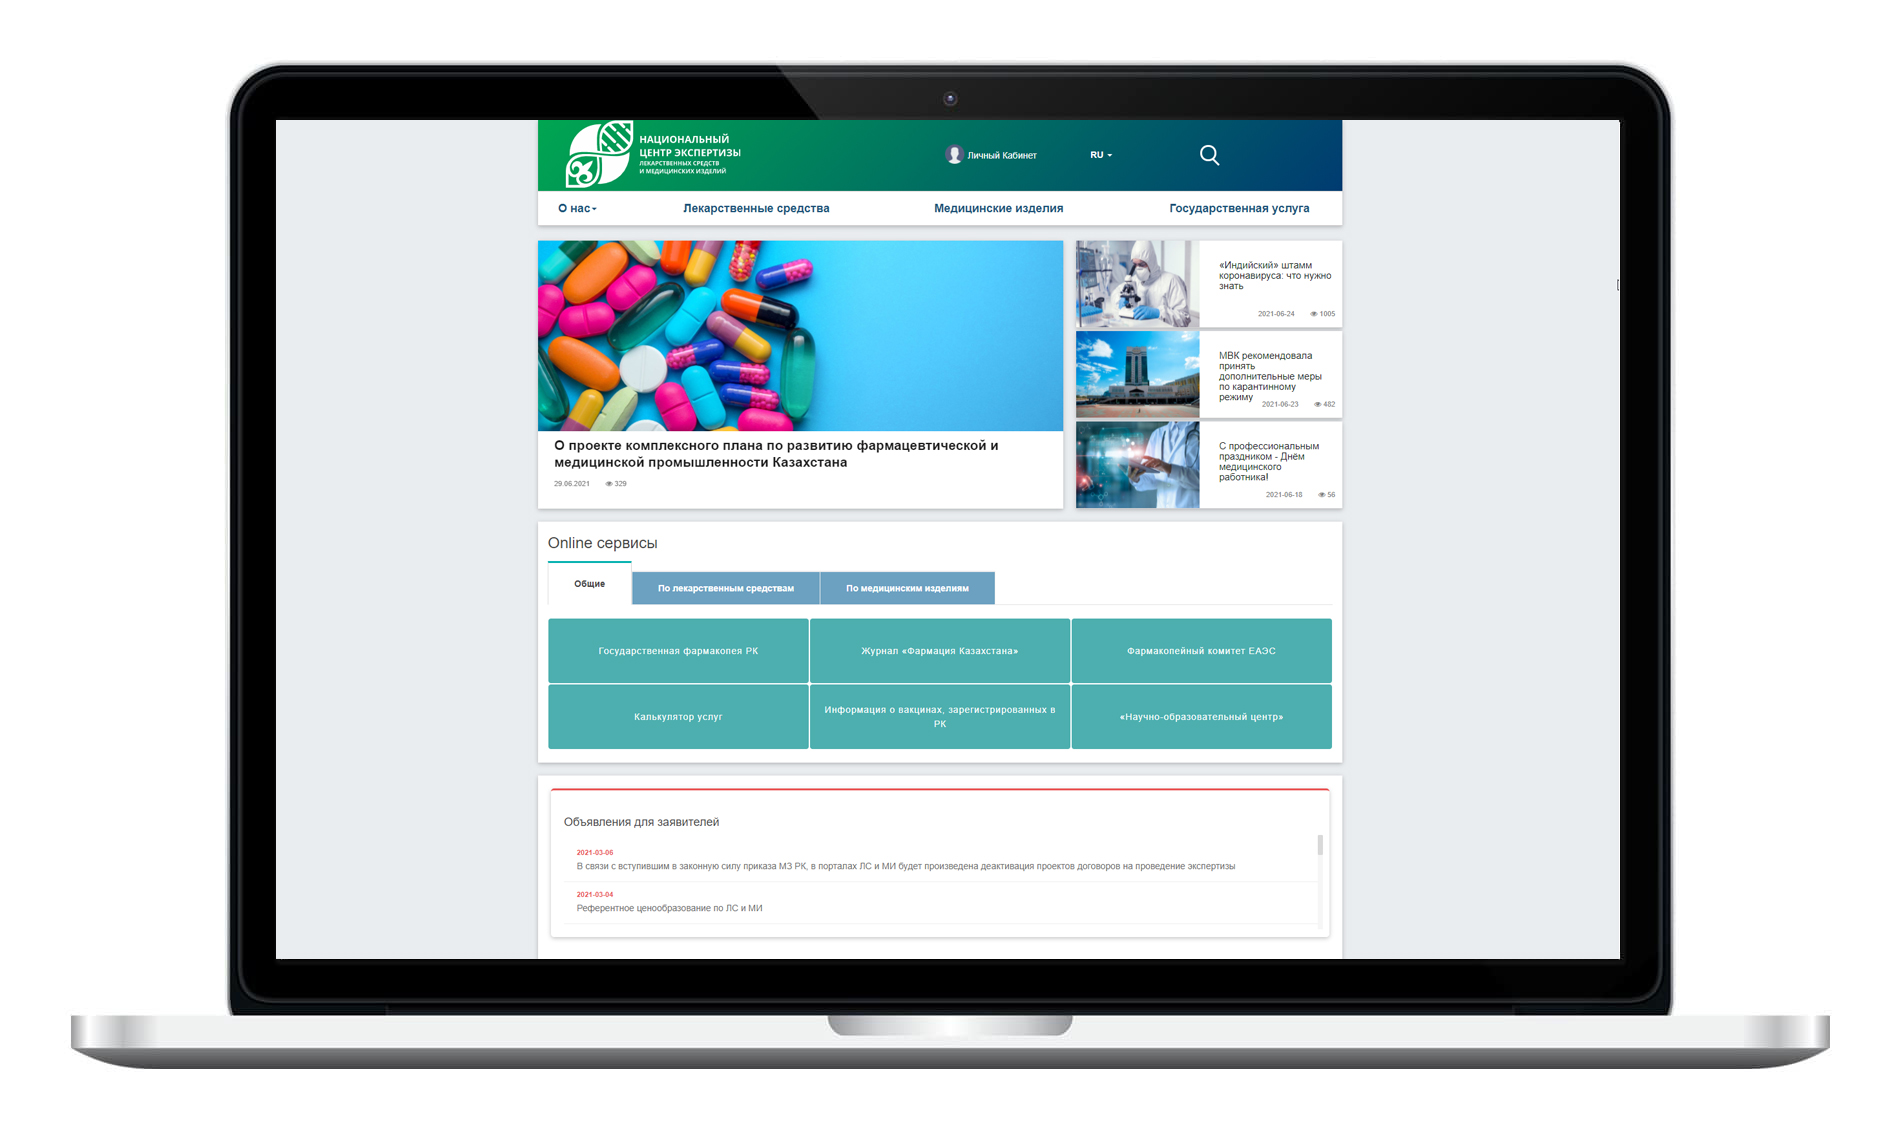 НАЦИОНАЛЬНЫЙ
ЦЕНТР ЭКСПЕРТИЗЫ
ЛЕКАРСТВЕННЫХ СРЕДСТВ
И МЕДИЦИНСКИХ ИЗДЕЛИЙ
Личный Кабинет
RU
О нас
Лекарственные средства
Медицинские изделия
Государственная услуга
О проекте комплексного плана по развитию фармацевтической и
медицинской промышленности Казахстана
29.06.2021 329
«Индийский» штамм
коронавируса: что нужно
знать
2021-06-24 1005
МВК рекомендовала
принять
дополнительные меры
по карантинному
режиму
2021-06-23 482
С профессиональным
праздником - Днём
медицинского
работника!
2021-06-18 56
Online сервисы
Общие
По лекарственным средствам
По медицинским изделиям
Государственная фармакопея РК
Журнал «Фармация Казахстана»
Фармакопейный комитет ЕАЭС
Калькулятор услуг
Информация о вакцинах, зарегистрированных в
РК
«Научно-образовательный центр»
Объявления для заявителей
2021-03-06
В связи с вступившим в законную силу приказа МЗ РК, в порталах ЛС и МИ будет произведена деактивация проектов договоров на проведение экспертизы
2021-03-04
Референтное ценообразование по ЛС и МИ